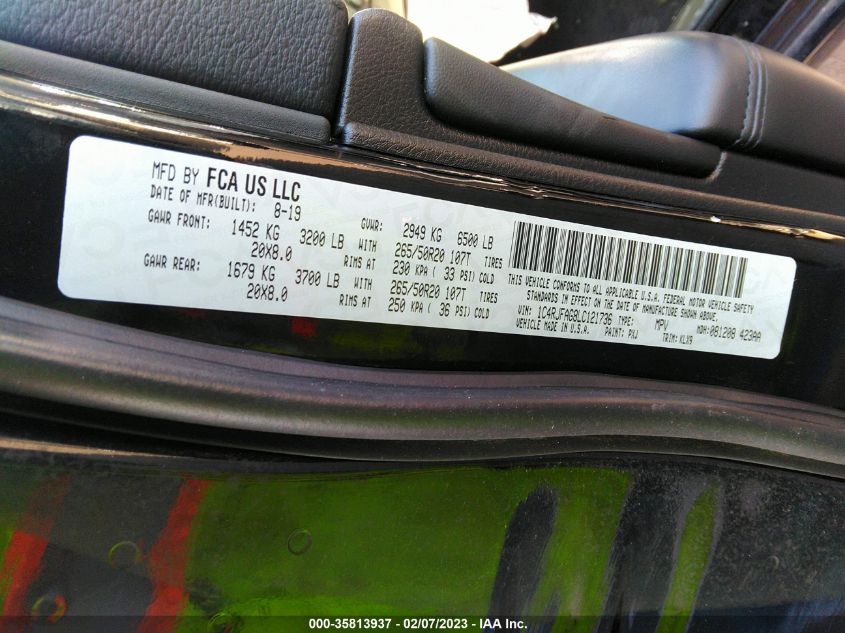 MFD BY FCA US LLC
DATE OF MFR(BUILT): 8-19 GVWR: 2949 KG 6500 LB
GAWR FRONT: 1452 KG 3200 LB WITH 265/50R20 107T TIRES
20X8.0 RIMS AT 230 KPA ( 33 PSI) COLD
GAWR REAR: 1679 KG 3700 LB WITH 265/50R20 107T TIRES
20X8.0 RIMS AT 250 KPA ( 36 PSI) COLD
THIS VEHICLE CONFORMS TO ALL APPLICABLE U.S.A. FEDERAL MOTOR VEHICLE SAFETY
STANDARDS IN EFFECT ON THE DATE OF MANUFACTURE SHOWN ABOVE.
VIN: 1C4RJFAG8LC121736 TYPE: MPV MDH: 081208 423AA
VEHICLE MADE IN U.S.A. PAINT: PXJ TRIM: KLX9
000-35813937 — 02/07/2023 — IAA Inc.